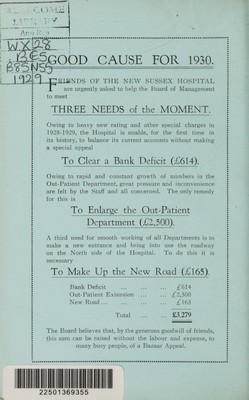 WELCOME
LIBRARY
WX28
.BE5
B85N55
1929
GOOD CAUSE FOR 1930.
FRIENDS OF THE NEW SUSSEX HOSPITAL
are urgently asked to help the Board of Management
to meet
THREE NEEDS of the MOMENT.
Owing to heavy new rating and other special charges in
1928-1929, the Hospital is unable, for the first time in
its history, to balance its current accounts without making
a special appeal
To Clear a Bank Deficit (£614).
Owing to rapid and constant growth of numbers in the
Out-Patient Department, great pressure and inconvenience
are felt by the Staff and all concerned. The only remedy
for this is
To Enlarge the Out-Patient
Department (£2,500).
A third need for smooth working of all Departments is to
make a new entrance and bring into use the roadway
on the North side of the Hospital. To do this it is
necessary
To Make Up the New Road (£165).
Bank Deficit ... ... £614
Out-Patient Extension ... ... £2,500
New Road ... ... ... £165
Total ... £3,279
The Board believes that, by the generous goodwill of friends,
this sum can be raised without the labour and expense, to
many busy people, of a Bazaar Appeal.
22501369355